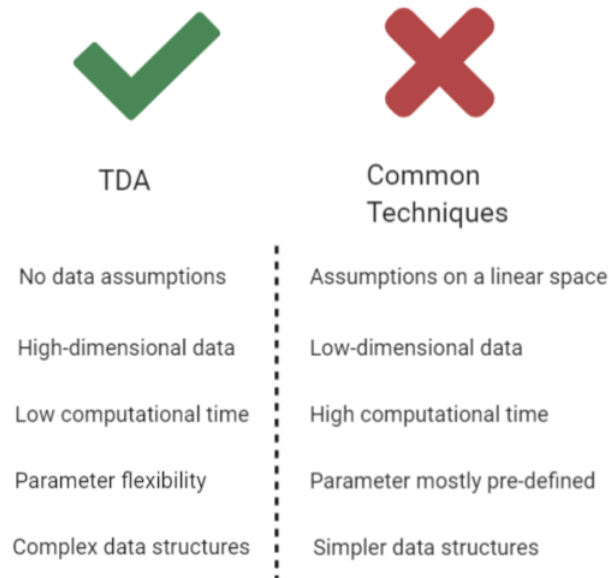 TDA
Common
Techniques
No data assumptions
Assumptions on a linear space
High-dimensional data
Low-dimensional data
Low computational time
High computational time
Parameter flexibility
Parameter mostly pre-defined
Complex data structures
Simpler data structures